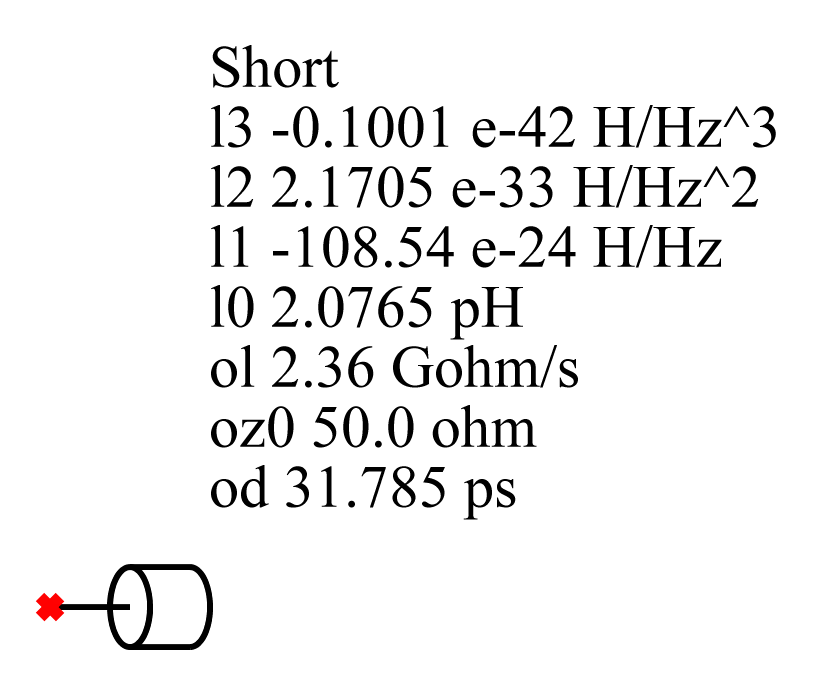 Short
l3 -0.1001 e-42 H/Hz^3
l2 2.1705 e-33 H/Hz^2
l1 -108.54 e-24 H/Hz
l0 2.0765 pH
ol 2.36 Gohm/s
oz0 50.0 ohm
od 31.785 ps